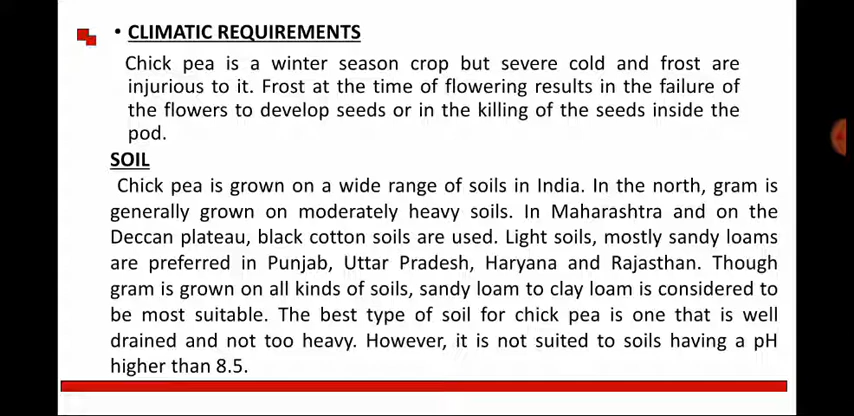 • CLIMATIC REQUIREMENTS
Chick pea is a winter season crop but severe cold and frost are
injurious to it. Frost at the time of flowering results in the failure of
the flowers to develop seeds or in the killing of the seeds inside the
pod.
SOIL
Chick pea is grown on a wide range of soils in India. In the north, gram is
generally grown on moderately heavy soils. In Maharashtra and on the
Deccan plateau, black cotton soils are used. Light soils, mostly sandy loams
are preferred in Punjab, Uttar Pradesh, Haryana and Rajasthan. Though
gram is grown on all kinds of soils, sandy loam to clay loam is considered to
be most suitable. The best type of soil for chick pea is one that is well
drained and not too heavy. However, it is not suited to soils having a pH
higher than 8.5.